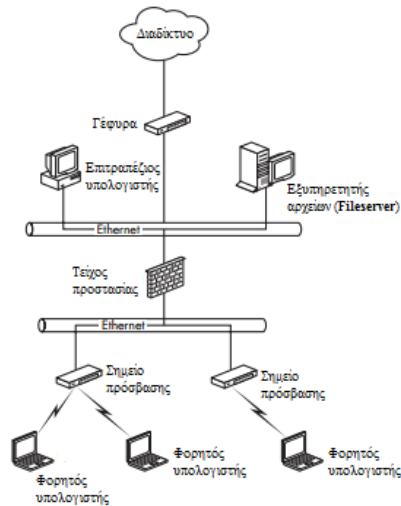 Διαδίκτυο
Γέφυρα
Επιτραπέζιος
υπολογιστής
Εξυπηρετητής
αρχείων (Fileserver)
Ethernet
Τείχος
προστασίας
Ethernet
Σημείο
πρόσβασης
Σημείο
πρόσβασης
Φορητός
υπολογιστής
Φορητός
υπολογιστής
Φορητός
υπολογιστής